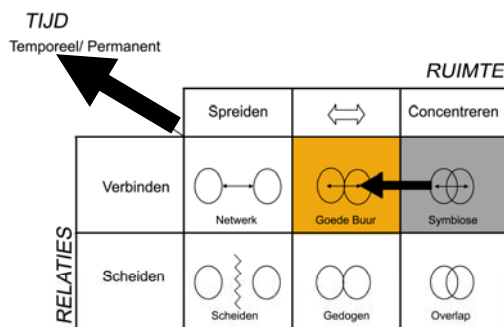 TIJD
Temporeel/ Permanent
RUIMTE
Spreiden
Concentreren
RELATIES
Verbinden
Netwerk
Goede Buur
Symbiose
Scheiden
Scheiden
Gedogen
Overlap